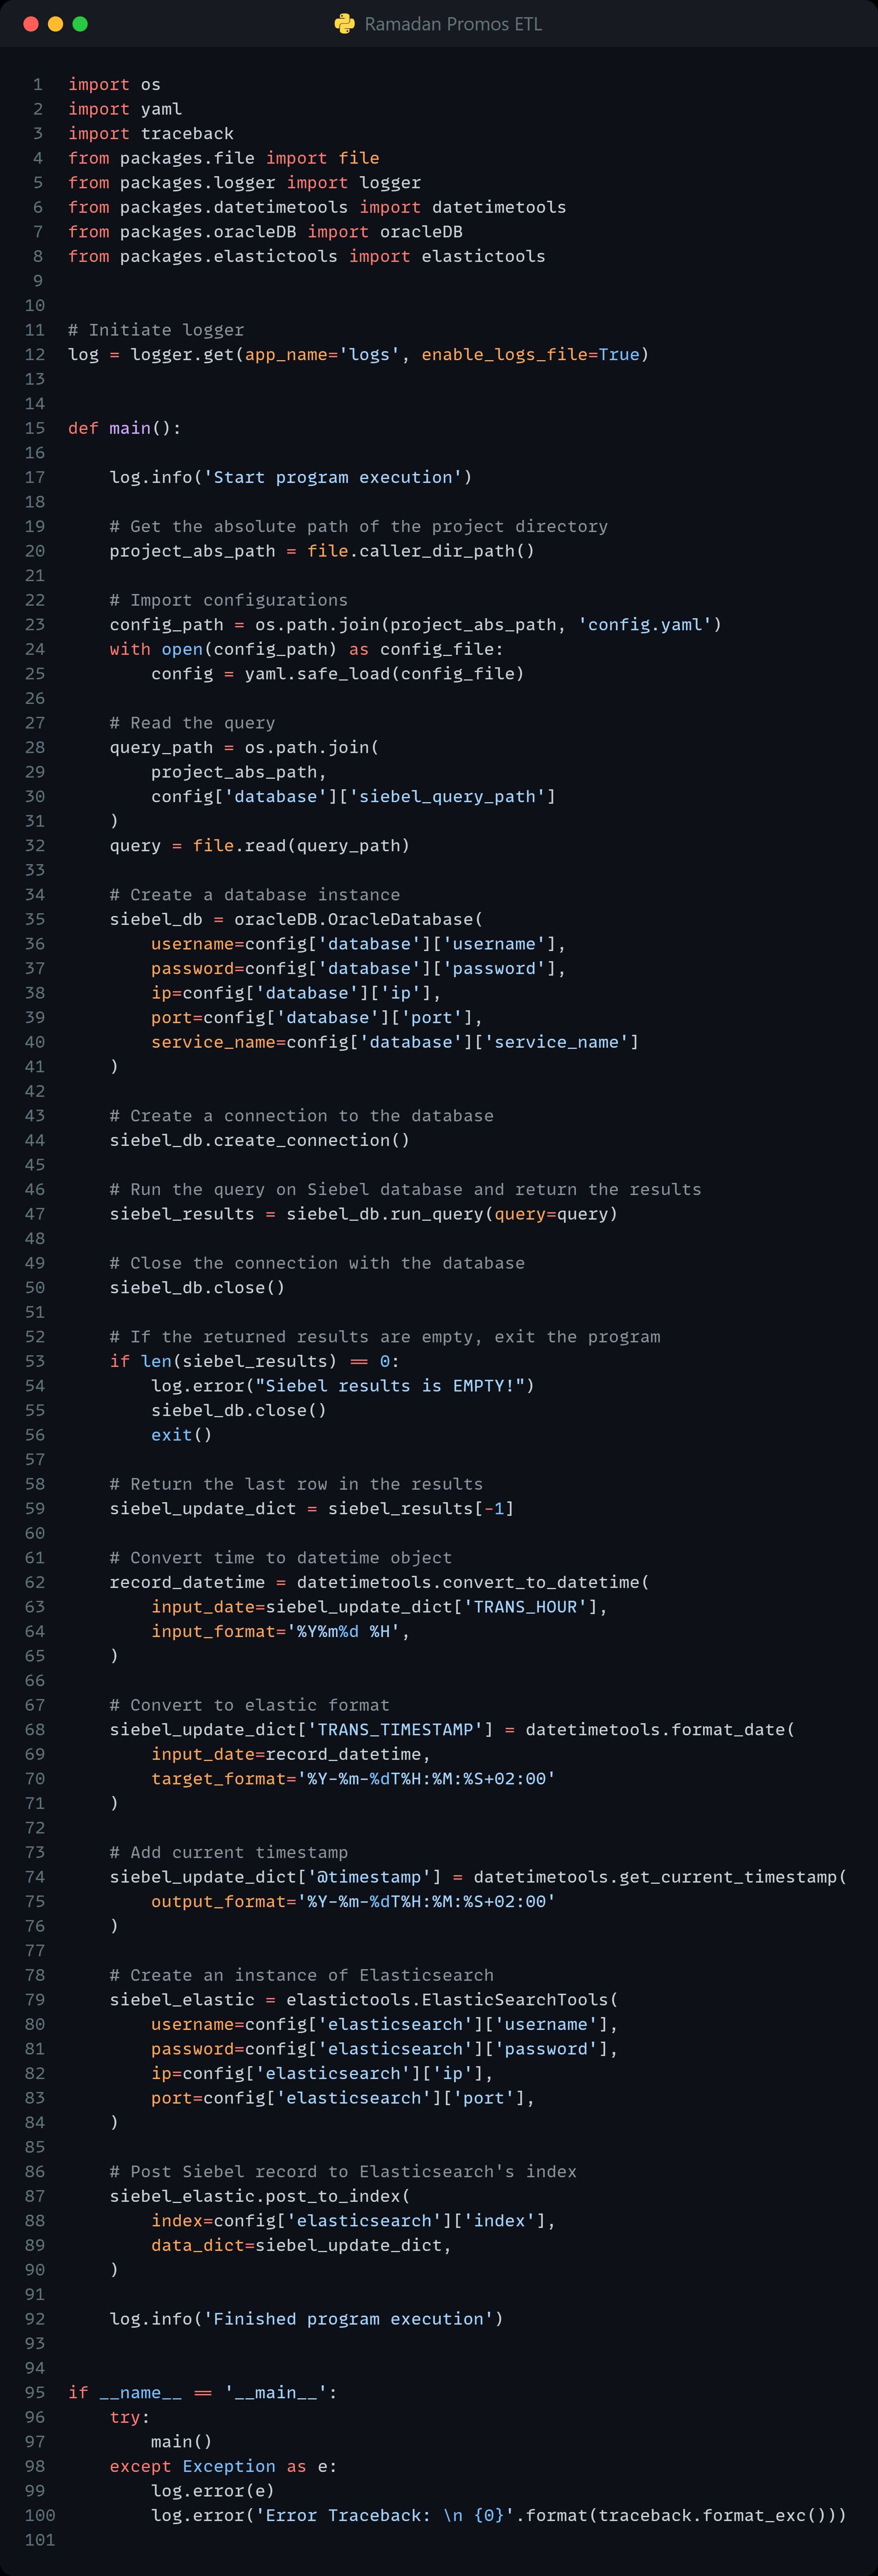 Ramadan Promos ETL
1 import os
2 import yaml
3 import traceback
4 from packages.file import file
5 from packages.logger import logger
6 from packages.datetimetools import datetimetools
7 from packages.oracleDB import oracleDB
8 from packages.elastictools import elastictools
9
10
11 # Initiate logger
12 log = logger.get(app_name='logs', enable_logs_file=True)
13
14
15 def main():
16
17     log.info('Start program execution')
18
19     # Get the absolute path of the project directory
20     project_abs_path = file.caller_dir_path()
21
22     # Import configurations
23     config_path = os.path.join(project_abs_path, 'config.yaml')
24     with open(config_path) as config_file:
25         config = yaml.safe_load(config_file)
26
27     # Read the query
28     query_path = os.path.join(
29         project_abs_path,
30         config['database']['siebel_query_path']
31     )
32     query = file.read(query_path)
33
34     # Create a database instance
35     siebel_db = oracleDB.OracleDatabase(
36         username=config['database']['username'],
37         password=config['database']['password'],
38         ip=config['database']['ip'],
39         port=config['database']['port'],
40         service_name=config['database']['service_name']
41     )
42
43     # Create a connection to the database
44     siebel_db.create_connection()
45
46     # Run the query on Siebel database and return the results
47     siebel_results = siebel_db.run_query(query=query)
48
49     # Close the connection with the database
50     siebel_db.close()
51
52     # If the returned results are empty, exit the program
53     if len(siebel_results) == 0:
54         log.error("Siebel results is EMPTY!")
55         siebel_db.close()
56         exit()
57
58     # Return the last row in the results
59     siebel_update_dict = siebel_results[-1]
60
61     # Convert time to datetime object
62     record_datetime = datetimetools.convert_to_datetime(
63         input_date=siebel_update_dict['TRANS_HOUR'],
64         input_format='%Y%m%d %H',
65     )
66
67     # Convert to elastic format
68     siebel_update_dict['TRANS_TIMESTAMP'] = datetimetools.format_date(
69         input_date=record_datetime,
70         target_format='%Y-%m-%dT%H:%M:%S+02:00'
71     )
72
73     # Add current timestamp
74     siebel_update_dict['@timestamp'] = datetimetools.get_current_timestamp(
75         output_format='%Y-%m-%dT%H:%M:%S+02:00'
76     )
77
78     # Create an instance of Elasticsearch
79     siebel_elastic = elastictools.ElasticSearchTools(
80         username=config['elasticsearch']['username'],
81         password=config['elasticsearch']['password'],
82         ip=config['elasticsearch']['ip'],
83         port=config['elasticsearch']['port'],
84     )
85
86     # Post Siebel record to Elasticsearch's index
87     siebel_elastic.post_to_index(
88         index=config['elasticsearch']['index'],
89         data_dict=siebel_update_dict,
90     )
91
92     log.info('Finished program execution')
93
94
95 if __name__ == '__main__':
96     try:
97         main()
98     except Exception as e:
99         log.error(e)
100         log.error('Error Traceback: \n {0}'.format(traceback.format_exc()))
101